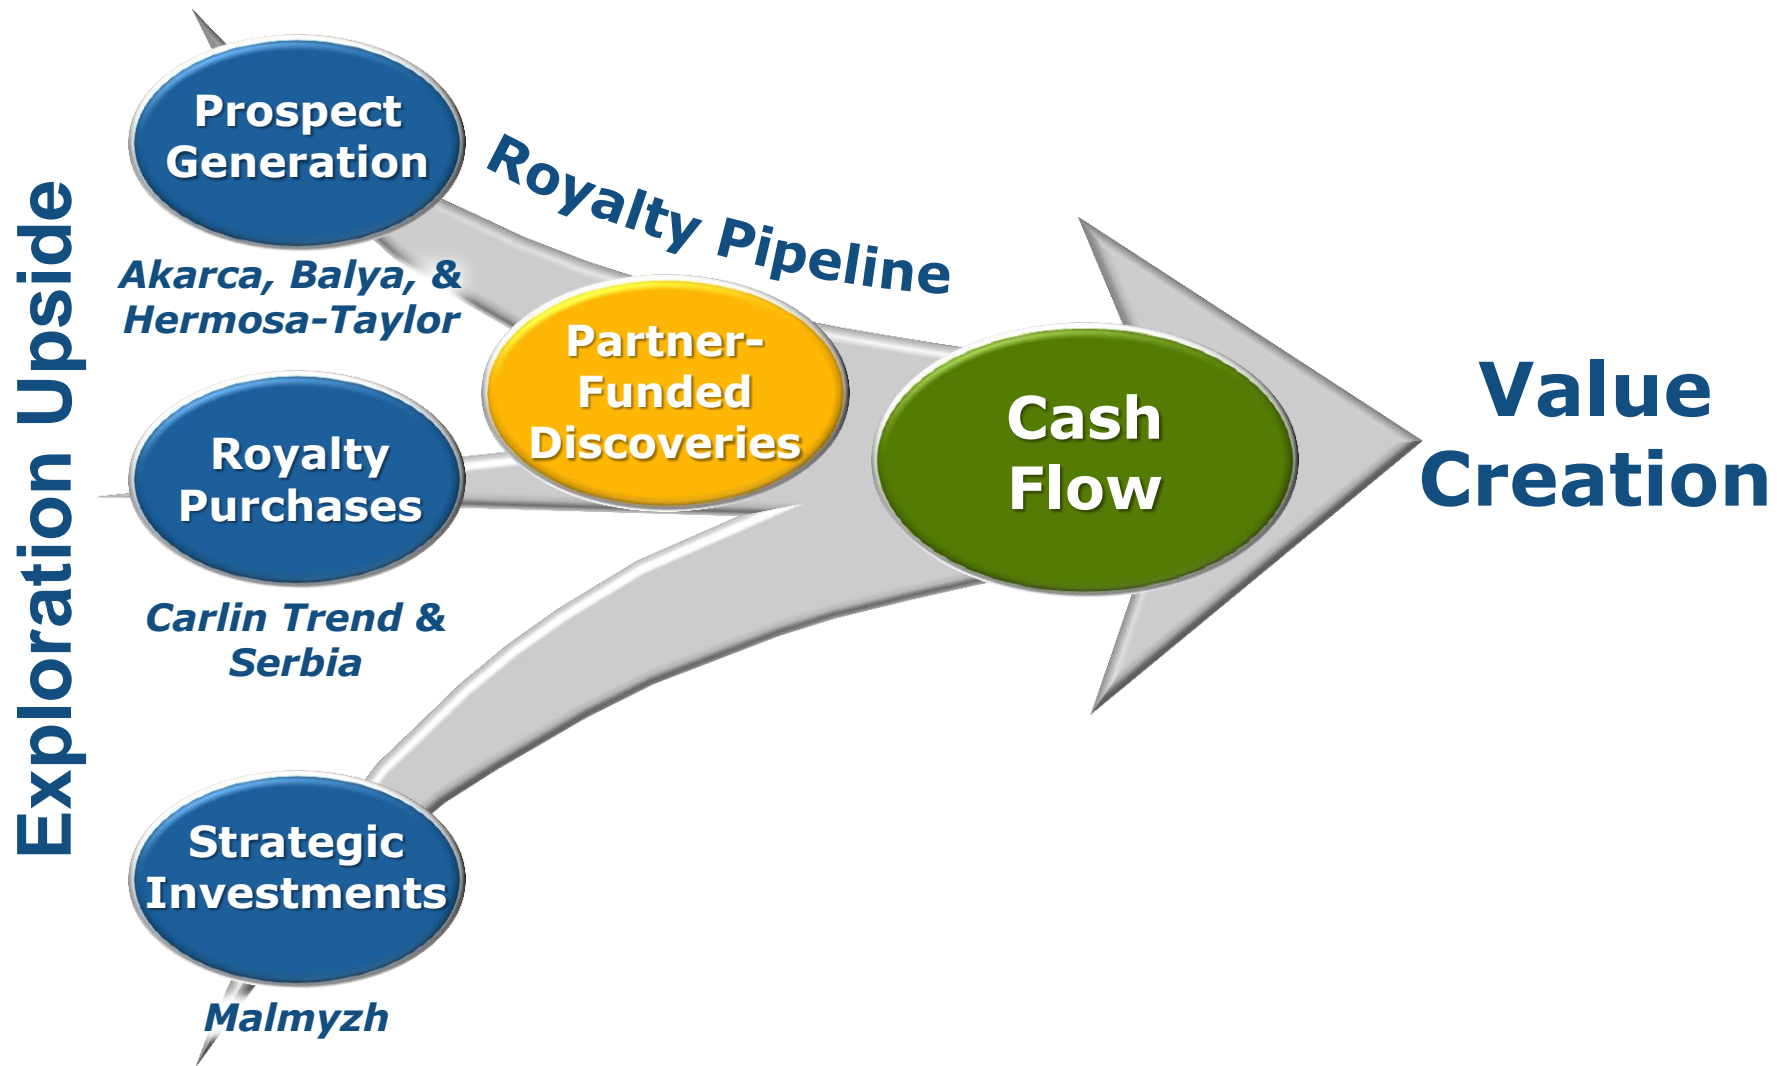 Exploration Upside
Prospect
Generation
Akarca, Balya, &
Hermosa-Taylor
Royalty Pipeline
Partner-
Funded
Discoveries
Royalty
Purchases
Carlin Trend &
Serbia
Strategic
Investments
Malmyzh
Cash
Flow
Value
Creation